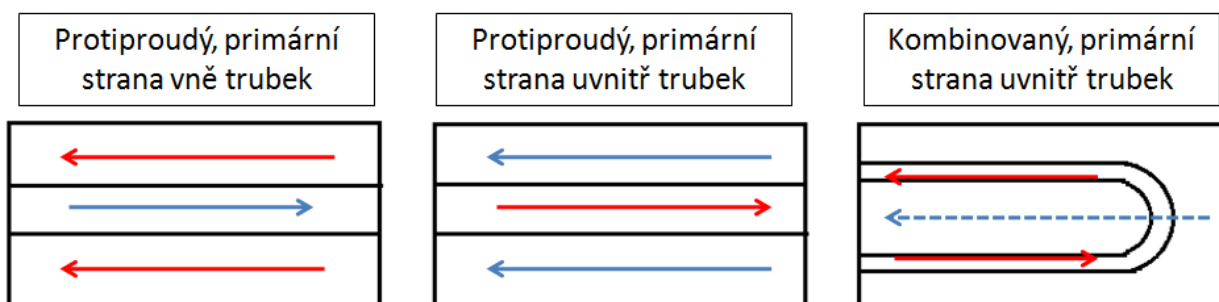 Protiproudý, primární
strana vně trubek
Protiproudý, primární
strana uvnitř trubek
Kombinovaný, primární
strana uvnitř trubek